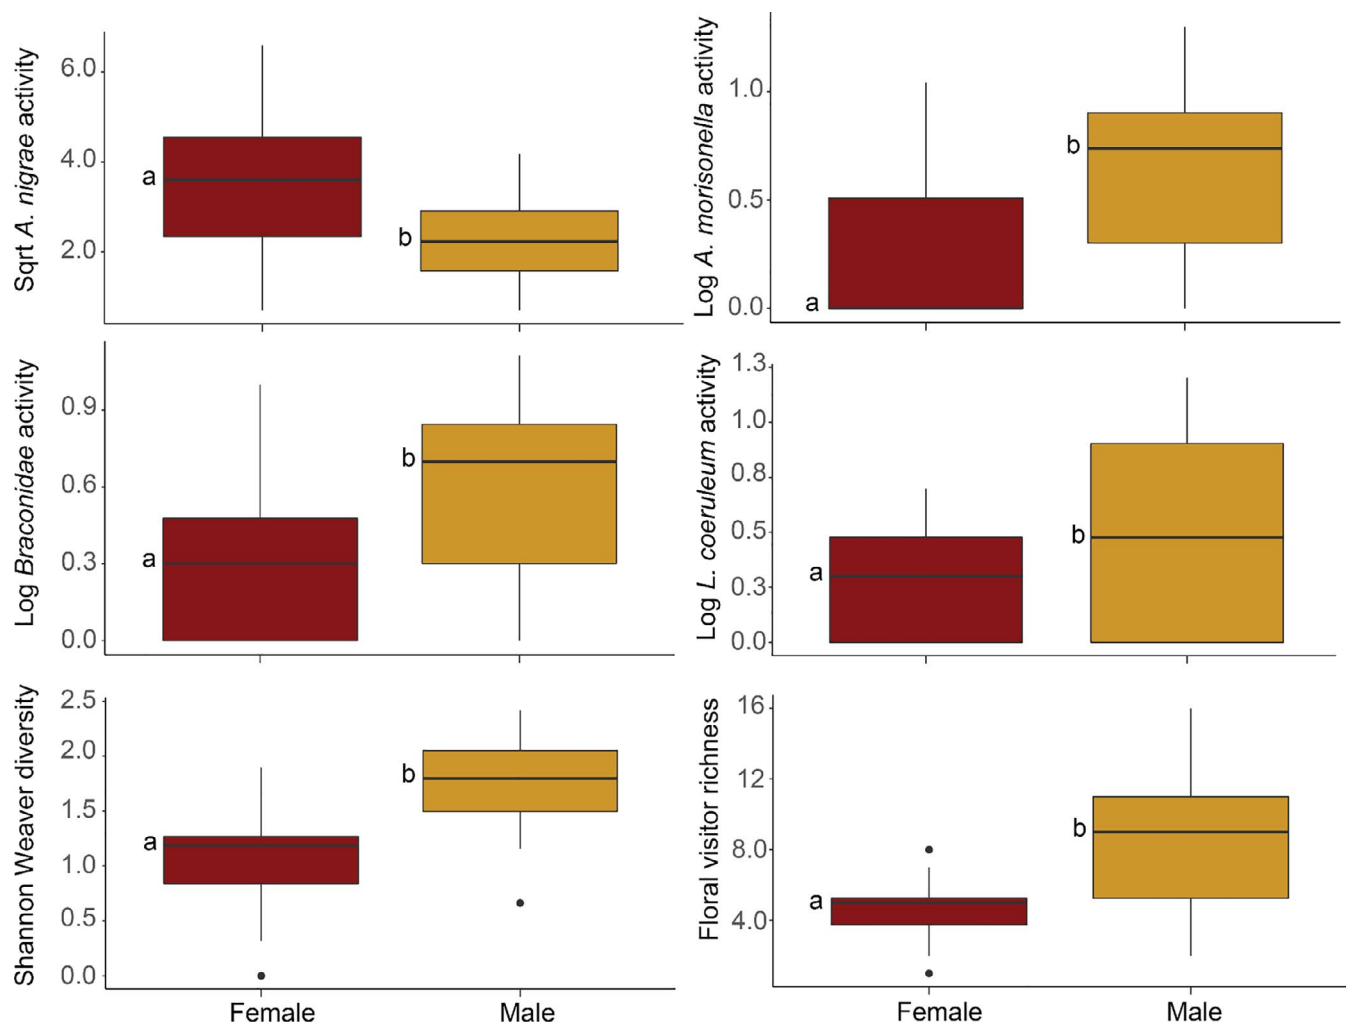 Sqrt A. nigrae activity
6.0
4.0
2.0
a
b
Log A. morisonella activity
1.0
0.5
0.0
a
b
Log Braconidae activity
0.9
0.6
0.3
0.0
a
b
Log L. coeruleum activity
1.3
1.0
0.8
0.5
0.3
0.0
a
b
Shannon Weaver diversity
2.5
2.0
1.5
1.0
0.5
0.0
a
b
Female
Male
Floral visitor richness
16
12
8.0
4.0
a
b
Female
Male